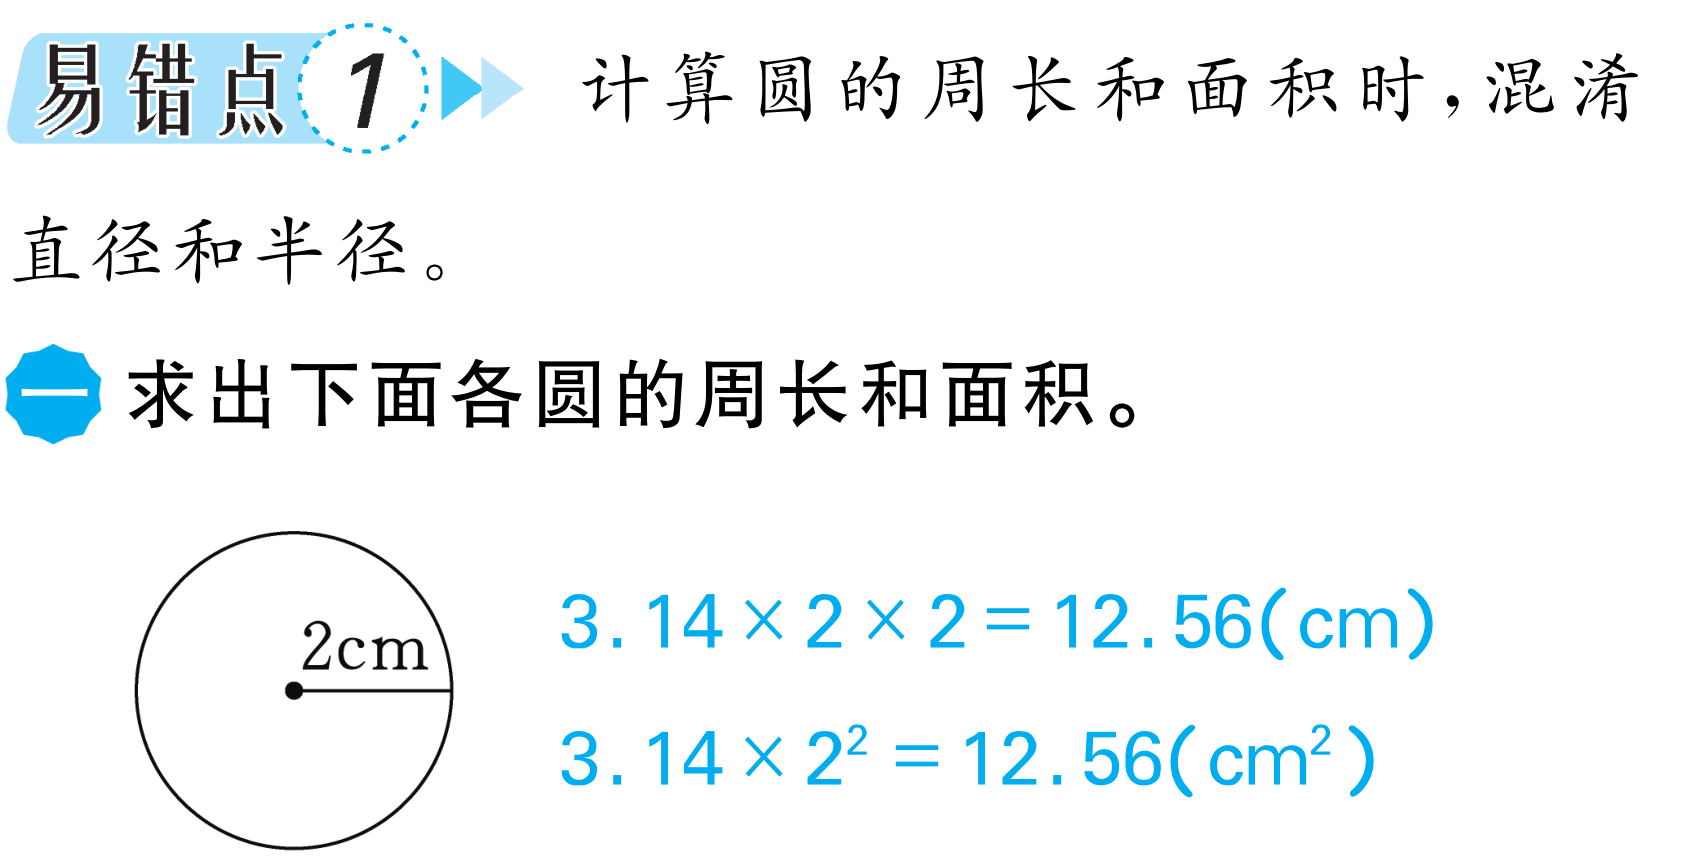 易错点1 计算圆的周长和面积时,混淆
直径和半径。
一 求出下面各圆的周长和面积。
2cm
3.14×2×2=12.56(cm)
3.14×2²=12.56(cm²)